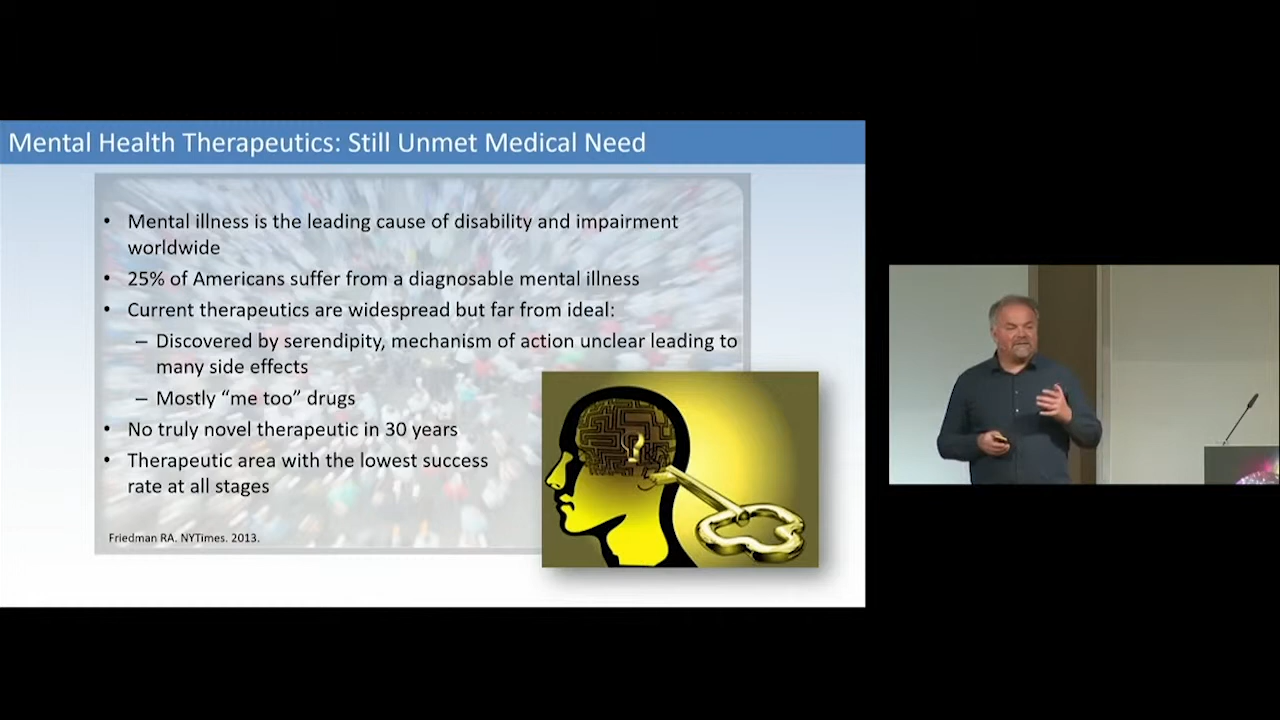 Mental Health Therapeutics: Still Unmet Medical Need
• Mental illness is the leading cause of disability and impairment
worldwide
• 25% of Americans suffer from a diagnosable mental illness
• Current therapeutics are widespread but far from ideal:
– Discovered by serendipity, mechanism of action unclear leading to
many side effects
– Mostly “me too” drugs
• No truly novel therapeutic in 30 years
• Therapeutic area with the lowest success
rate at all stages
Friedman RA. NYTimes. 2013.